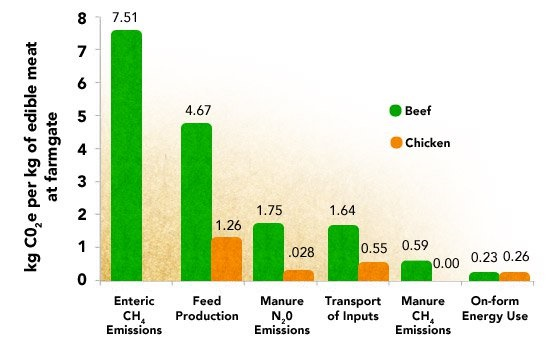 kg CO2e per kg of edible meat
at farmgate
8
7
6
5
4
3
2
1
0
7.51
4.67
1.26
1.75
.028
1.64
0.55
0.59
0.00
0.23
0.26
Beef
Chicken
Enteric
CH4
Emissions
Feed
Production
Manure
N20
Emissions
Transport
of Inputs
Manure
CH4
Emissions
On-form
Energy Use